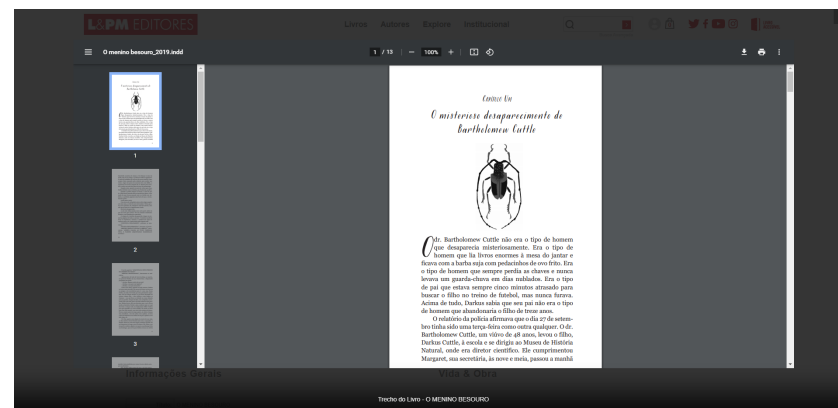 L&PM EDITORES
Livros Autores Explore Institucional
O menino besouro_2019.indd
1 / 13
100%
1
2
3
Capítulo Um
O misterioso desaparecimento de
Bartholomew Cuttle
O dr. Bartholomew Cuttle não era o tipo de homem
que desaparecia misteriosamente. Era o tipo de
homem que lia livros enormes à mesa do jantar e
ficava com a barba suja com pedacinhos de ovo frito. Era
o tipo de homem que sempre perdia as chaves e nunca
levava um guarda-chuva em dias nublados. Era o tipo
de pai que estava sempre cinco minutos atrasado para
buscar o filho no treino de futebol, mas nunca furava.
Acima de tudo, Darkus sabia que seu pai não era o tipo
de homem que abandonaria o filho de treze anos.
O relatório da polícia afirmava que o dia 27 de setem-
bro tinha sido uma terça-feira como outra qualquer. O dr.
Bartholomew Cuttle, um viúvo de 48 anos, levou o filho,
Darkus Cuttle, à escola e se dirigiu ao Museu de História
Natural, onde era diretor científico. Ele cumprimentou
Margaret, sua secretária, às nove e meia, passou a manhã
Informações Gerais
Vida & Obra
Trecho do Livro - O MENINO BESOURO